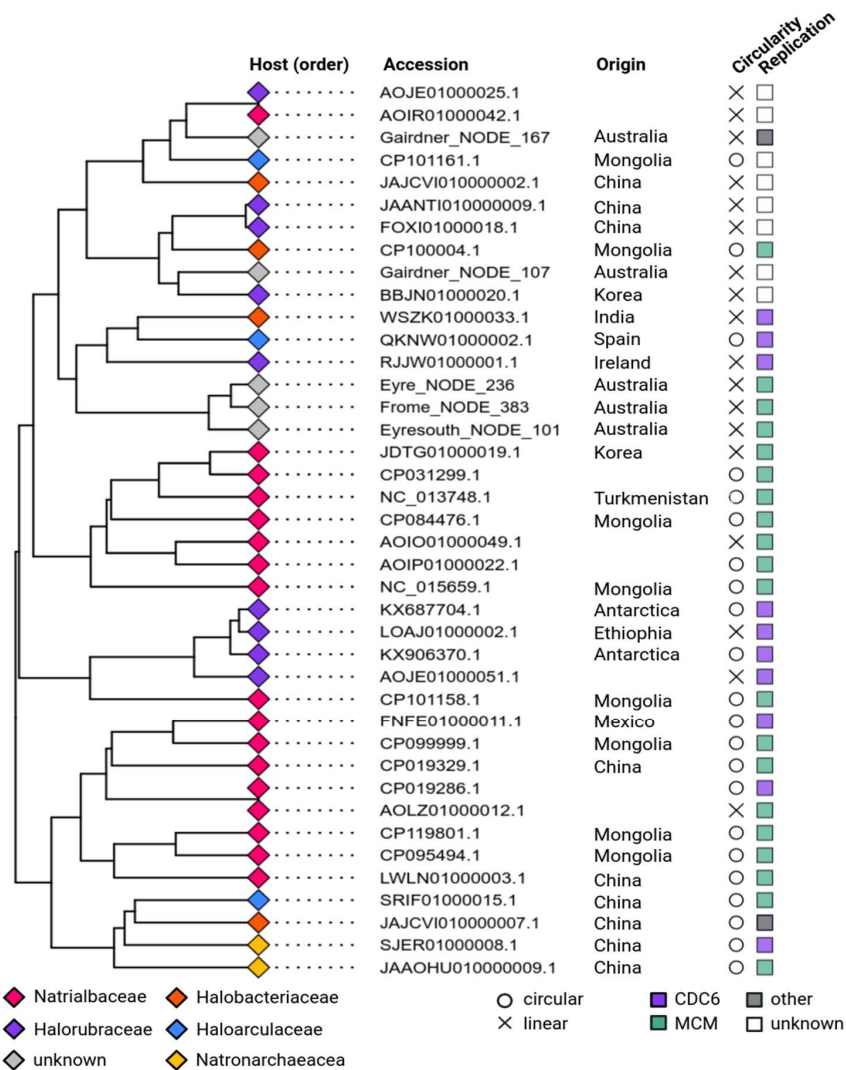 Circularity
Replication
Host (order) Accession Origin
AOJE01000025.1
AOIR01000042.1
Gairdner_NODE_167 Australia
CP101161.1 Mongolia
JAJCVI010000002.1 China
JAANTI010000009.1 China
FOXI01000018.1 China
CP100004.1 Mongolia
Gairdner_NODE_107 Australia
BBJN01000020.1 Korea
WSZK01000033.1 India
QKNW01000002.1 Spain
RJJW01000001.1 Ireland
Eyre_NODE_236 Australia
Frome_NODE_383 Australia
Eyresouth_NODE_101 Australia
JDTG01000019.1 Korea
CP031299.1
NC_013748.1 Turkmenistan
CP084476.1 Mongolia
AOIO01000049.1
AOIP01000022.1
NC_015659.1 Mongolia
KX687704.1 Antarctica
LOAJ01000002.1 Ethiophia
KX906370.1 Antarctica
AOJE01000051.1
CP101158.1 Mongolia
FNFE01000011.1 Mexico
CP099999.1 Mongolia
CP019329.1 China
CP019286.1
AOLZ01000012.1
CP119801.1 Mongolia
CP095494.1 Mongolia
LWLN01000003.1 China
SRIF01000015.1 China
JAJCVI010000007.1 China
SJER01000008.1 China
JAAOHU010000009.1 China
Natrialbaceae Halobacteriaceae circular CDC6 other
Halorubraceae Haloarculaceae linear MCM unknown
unknown Natronarchaeacea